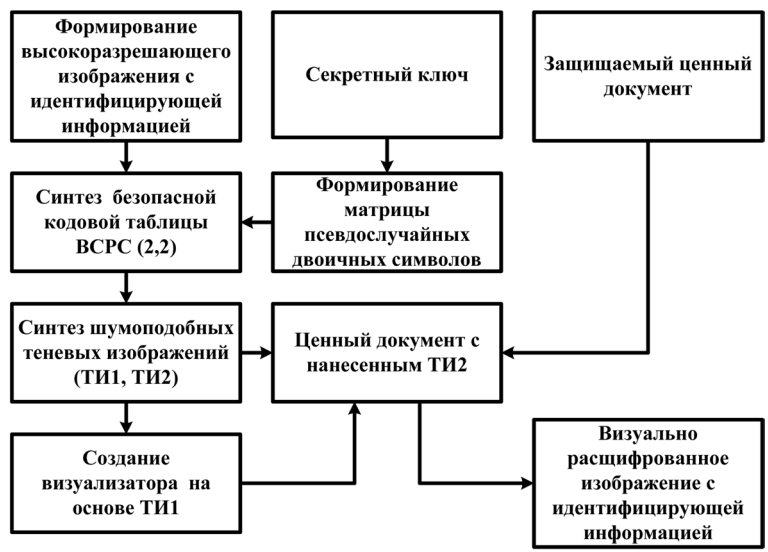 Формирование
высокоразрешающего
изображения с
идентифицирующей
информацией
Секретный ключ
Защищаемый ценный
документ
Синтез безопасной
кодовой таблицы
ВСРС (2,2)
Формирование
матрицы
псевдослучайных
двоичных символов
Синтез шумоподобных
теневых изображений
(ТИ1, ТИ2)
Ценный документ с
нанесенным ТИ2
Создание
визуализатора на
основе ТИ1
Визуально
расщифрованное
изображение с
идентифицирующей
информацией